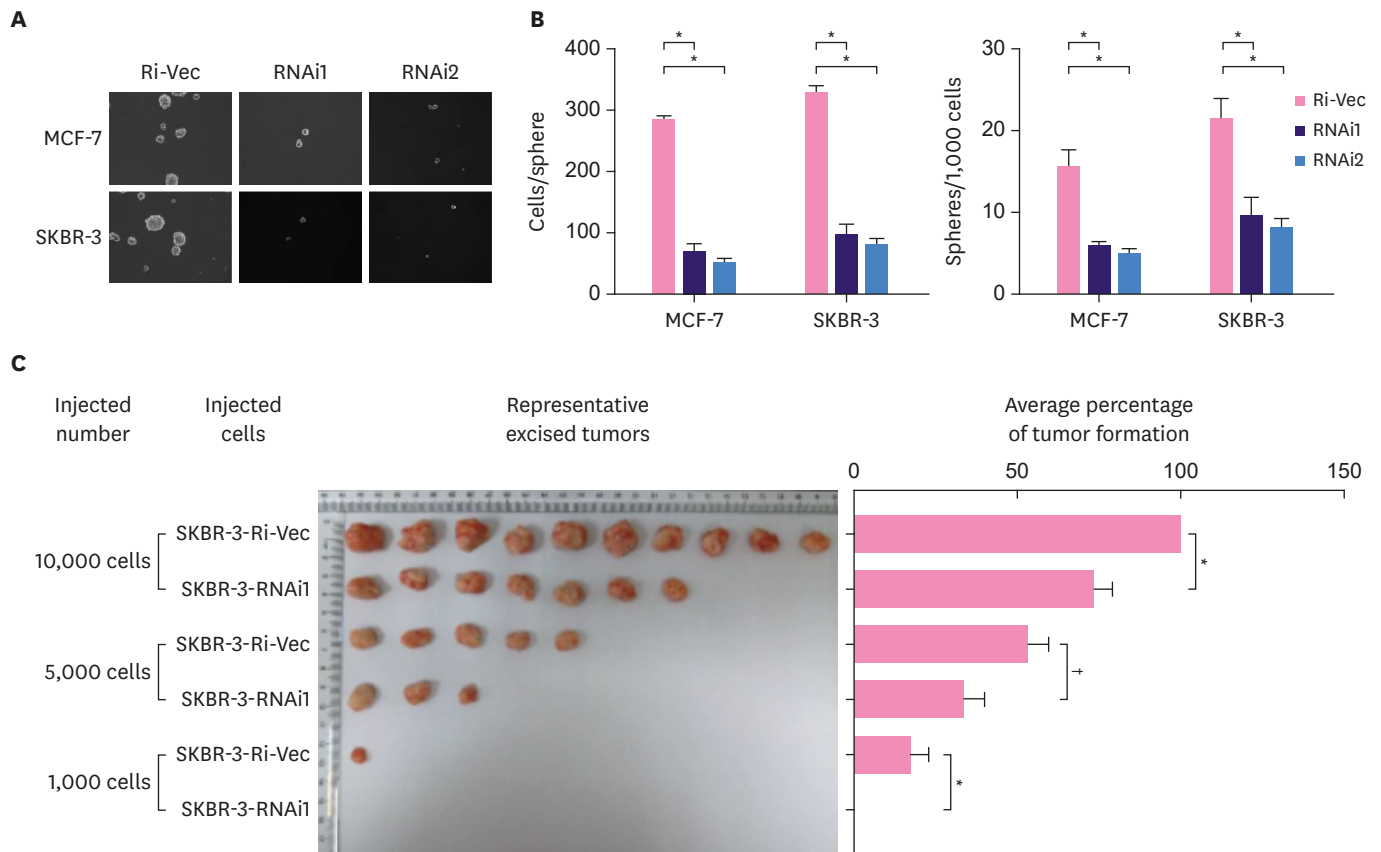 A
Ri-Vec RNAi1 RNAi2
MCF-7
SKBR-3
B
* *
* *
400
300
200
100
0
Cells/sphere
MCF-7 SKBR-3
* *
* *
30
20
10
0
Spheres/1,000 cells
MCF-7 SKBR-3
Ri-Vec
RNAi1
RNAi2
C
Injected
number
Injected
cells
Representative
excised tumors
Average percentage
of tumor formation
0 50 100 150
10,000 cells
SKBR-3-Ri-Vec
SKBR-3-RNAi1
*
5,000 cells
SKBR-3-Ri-Vec
SKBR-3-RNAi1
†
1,000 cells
SKBR-3-Ri-Vec
SKBR-3-RNAi1
*